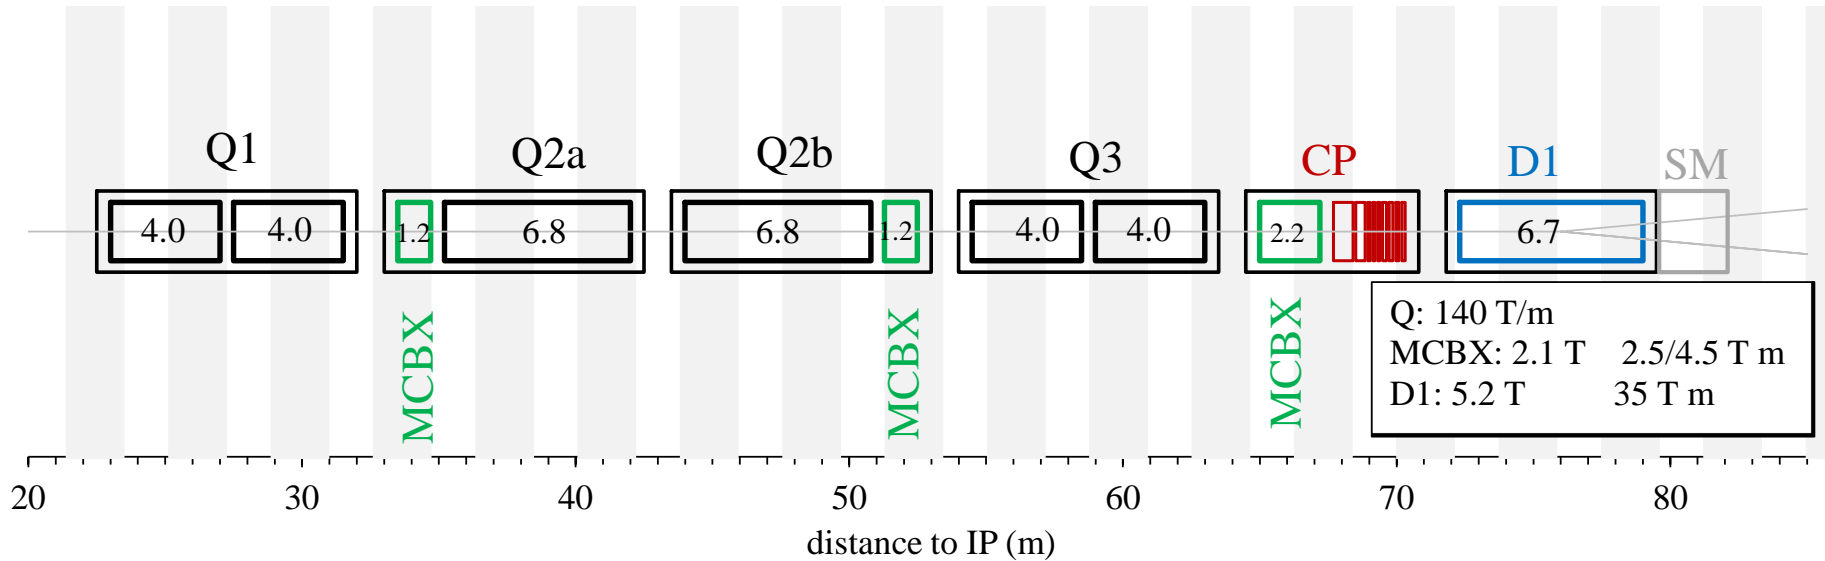 Q1 Q2a Q2b Q3 CP D1 SM
4.0 4.0 1.2 6.8 6.8 1.2 4.0 4.0 2.2 6.7
MCBX MCBX MCBX
Q: 140 T/m
MCBX: 2.1 T 2.5/4.5 T m
D1: 5.2 T 35 T m
20 30 40 50 60 70 80
distance to IP (m)